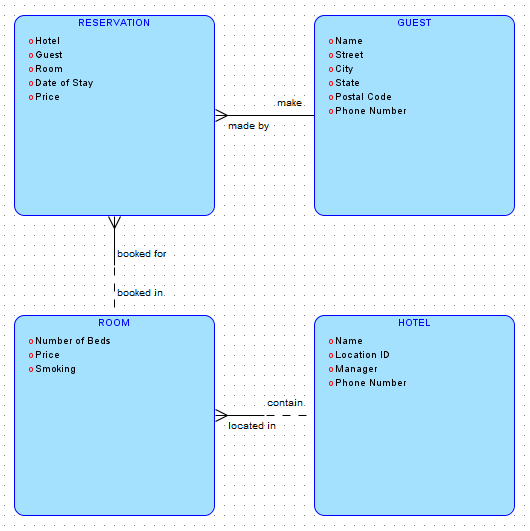 RESERVATION
Hotel
Guest
Room
Date of Stay
Price
GUEST
Name
Street
City
State
Postal Code
Phone Number
make
made by
booked for
booked in
ROOM
Number of Beds
Price
Smoking
HOTEL
Name
Location ID
Manager
Phone Number
contain
located in